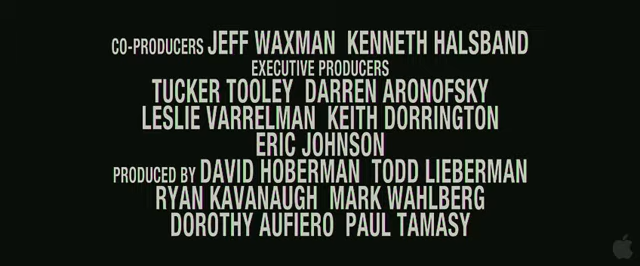 CO-PRODUCERS JEFF WAXMAN KENNETH HALSBAND
EXECUTIVE PRODUCERS
TUCKER TOOLEY DARREN ARONOFSKY
LESLIE VARRELMAN KEITH DORRINGTON
ERIC JOHNSON
PRODUCED BY DAVID HOBERMAN TODD LIEBERMAN
RYAN KAVANAUGH MARK WAHLBERG
DOROTHY AUFIERO PAUL TAMASY